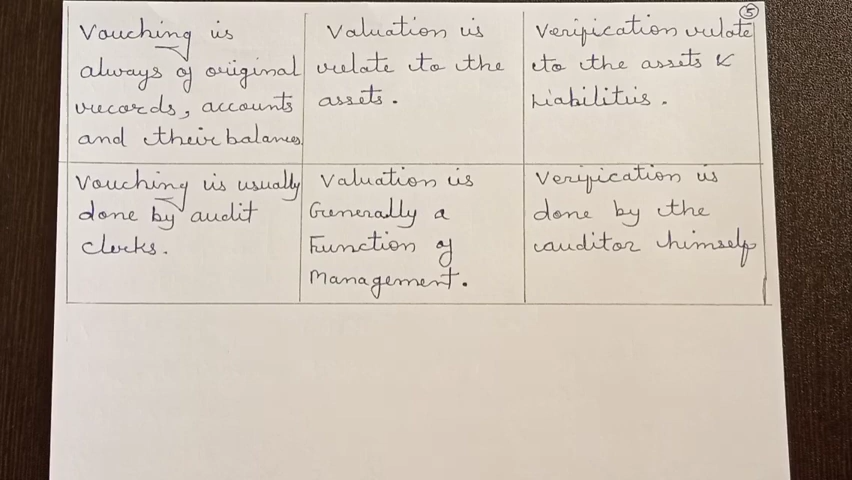 5
Vouching is
always of original
records, accounts
and their balances
Valuation is
relate to the
assets.
Verification relate
to the assets &
Liabilities.
Vouching is usually
done by audit
clerks.
Valuation is
Generally a
Function of
Management.
Verification is
done by the
auditor himself